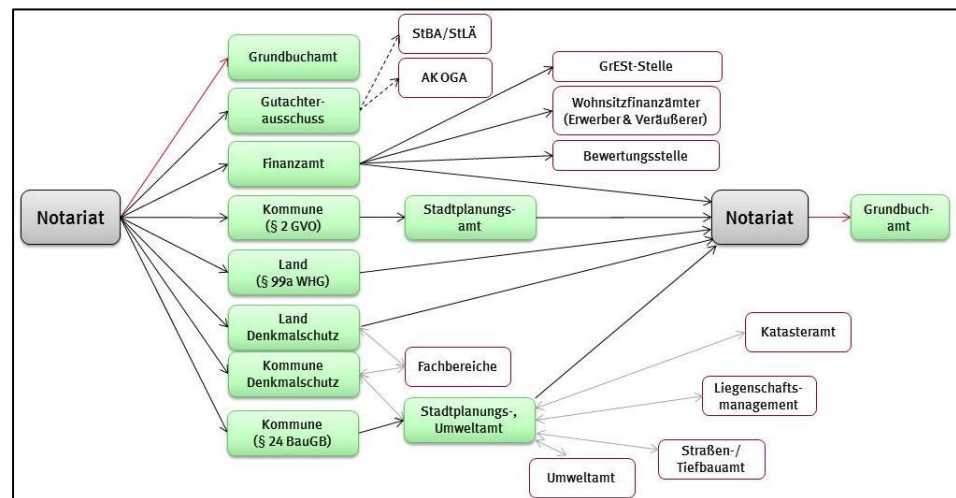 Notariat
Grundbuchamt
Gutachter-
ausschuss
Finanzamt
Kommune
(§ 2 GVO)
Land
(§ 99a WHG)
Land
Denkmalschutz
Kommune
Denkmalschutz
Kommune
(§ 24 BauGB)
StBA/StLÄ
AK OGA
Stadtplanungs-
amt
Fachbereiche
Stadtplanungs-,
Umweltamt
GrESt-Stelle
Wohnsitzfinanzämter
(Erwerber & Veräußerer)
Bewertungsstelle
Notariat
Grundbuch-
amt
Katasteramt
Liegenschafts-
management
Straßen-/
Tiefbauamt
Umweltamt